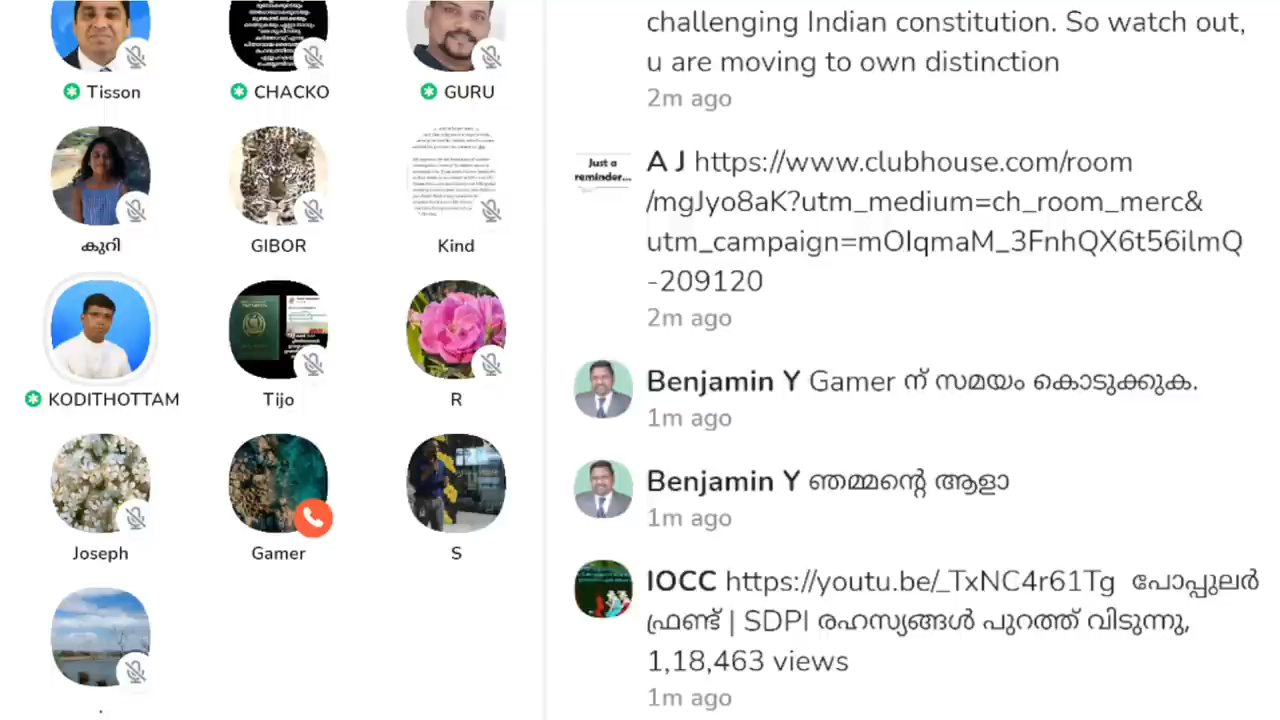 Tisson
CHACKO
GURU
കുറി
GIBOR
Kind
KODITHOTTAM
Tijo
R
Joseph
Gamer
S
.
challenging Indian constitution. So watch out,
u are moving to own distinction
2m ago
Just a
reminder...
A J https://www.clubhouse.com/room
/mgJyo8aK?utm_medium=ch_room_merc&
utm_campaign=mOIqmaM_3FnhQX6t56ilmQ
-209120
2m ago
Benjamin Y Gamer ന് സമയം കൊടുക്കുക.
1m ago
Benjamin Y ഞമ്മന്റെ ആളാ
1m ago
IOCC https://youtu.be/_TxNC4r61Tg പോപ്പുലർ
ഫ്രണ്ട് | SDPI രഹസ്യങ്ങൾ പുറത്ത് വിടുന്നു,
1,18,463 views
1m ago